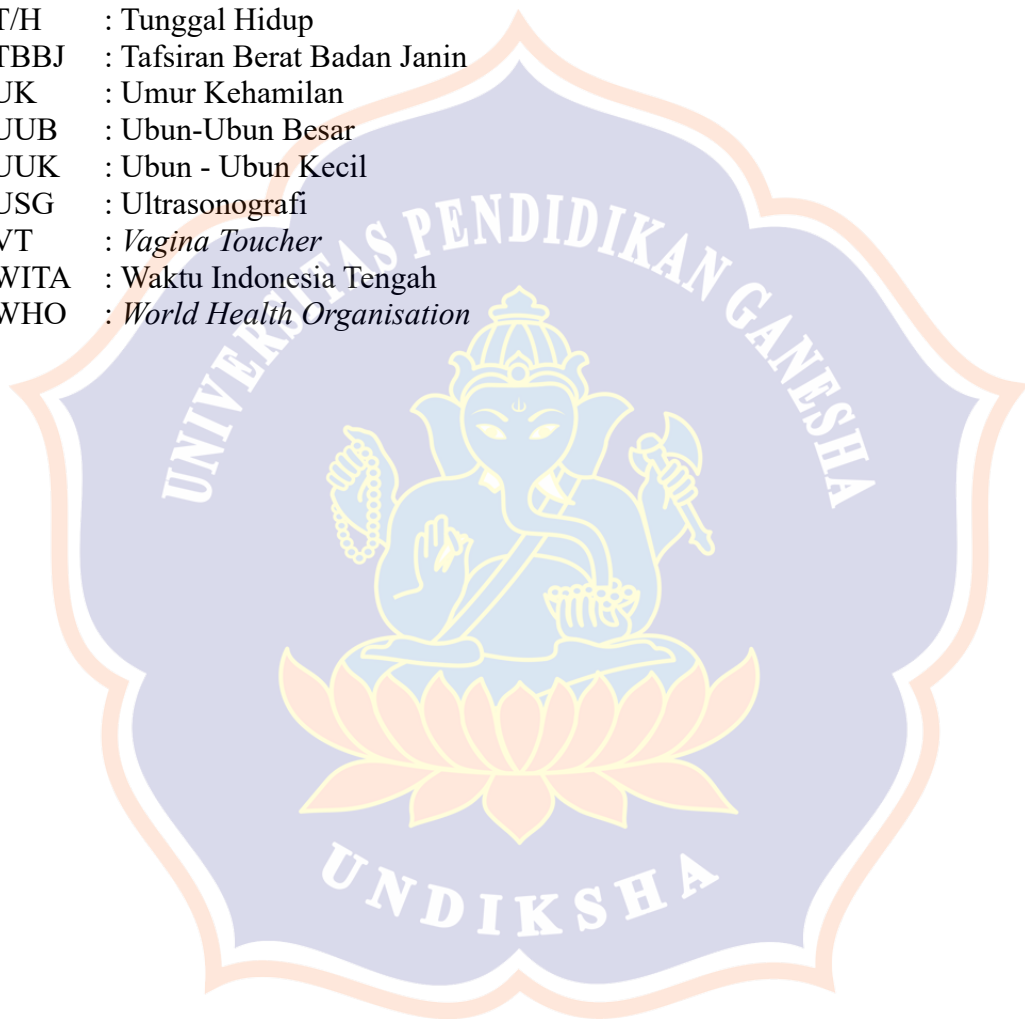 T/H : Tunggal Hidup
TBBJ : Tafsiran Berat Badan Janin
UK : Umur Kehamilan
UUB : Ubun-Ubun Besar
UUK : Ubun - Ubun Kecil
USG : Ultrasonografi
VT : Vagina Toucher
WITA : Waktu Indonesia Tengah
WHO : World Health Organisation
UNIVERSITAS PENDIDIKAN GANESHA
UNDIKSHA